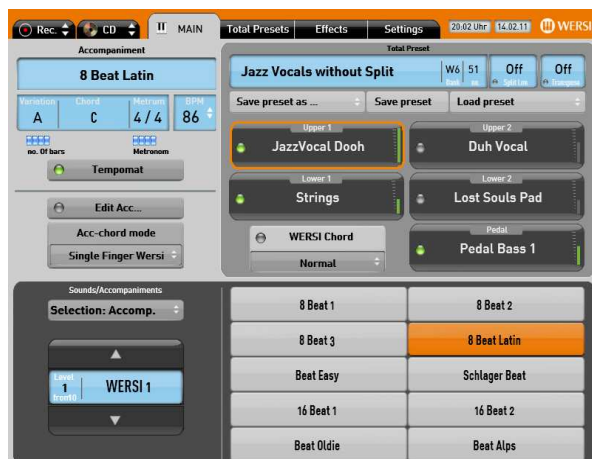 Rec. CD MAIN Total Presets Effects Settings 20:02 Uhr 14.02.11 WERSI
Accompaniment
8 Beat Latin
Variation Chord Metrum BPM
A C 4/4 86
no. Of bars Metronom
Tempomat
Edit Acc...
Acc-chord mode
Single Finger Wersi
Total Preset
Jazz Vocals without Split W6 51 Off Off
Bank no. Split On Transpose
Save preset as ... Save preset Load preset
Upper 1 Upper 2
JazzVocal Dooh Duh Vocal
Lower 1 Lower 2
Strings Lost Souls Pad
WERSI Chord
Normal
Pedal
Pedal Bass 1
Sounds/Accompaniments
Selection: Accomp.
Level
1 WERSI 1
from10
8 Beat 1 8 Beat 2
8 Beat 3 8 Beat Latin
Beat Easy Schlager Beat
16 Beat 1 16 Beat 2
Beat Oldie Beat Alps